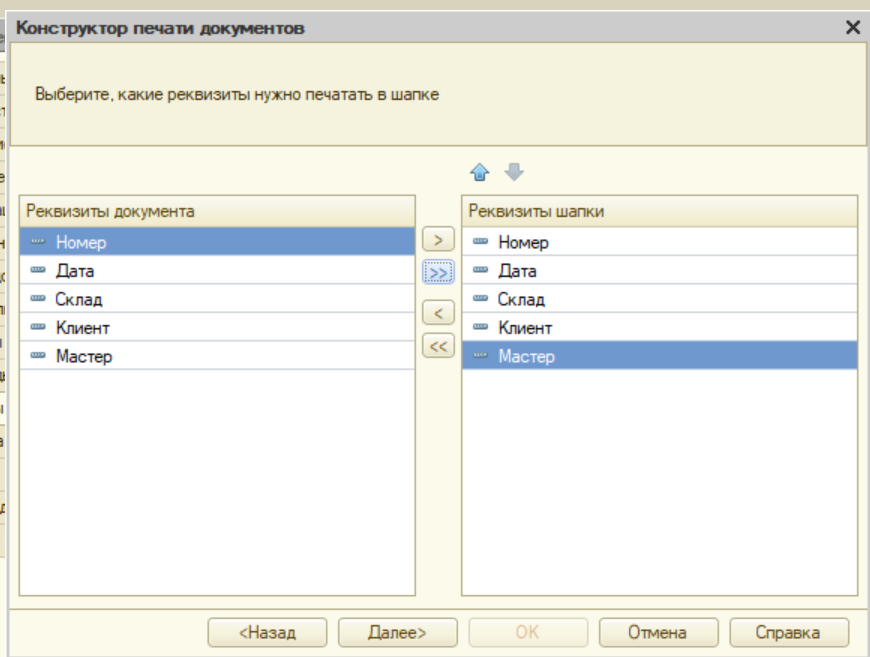 Конструктор печати документов
Выберите, какие реквизиты нужно печатать в шапке
Реквизиты документа
Номер
Дата
Склад
Клиент
Мастер
>
>>
<
<<
Реквизиты шапки
Номер
Дата
Склад
Клиент
Мастер
<Назад
Далее>
OK
Отмена
Справка